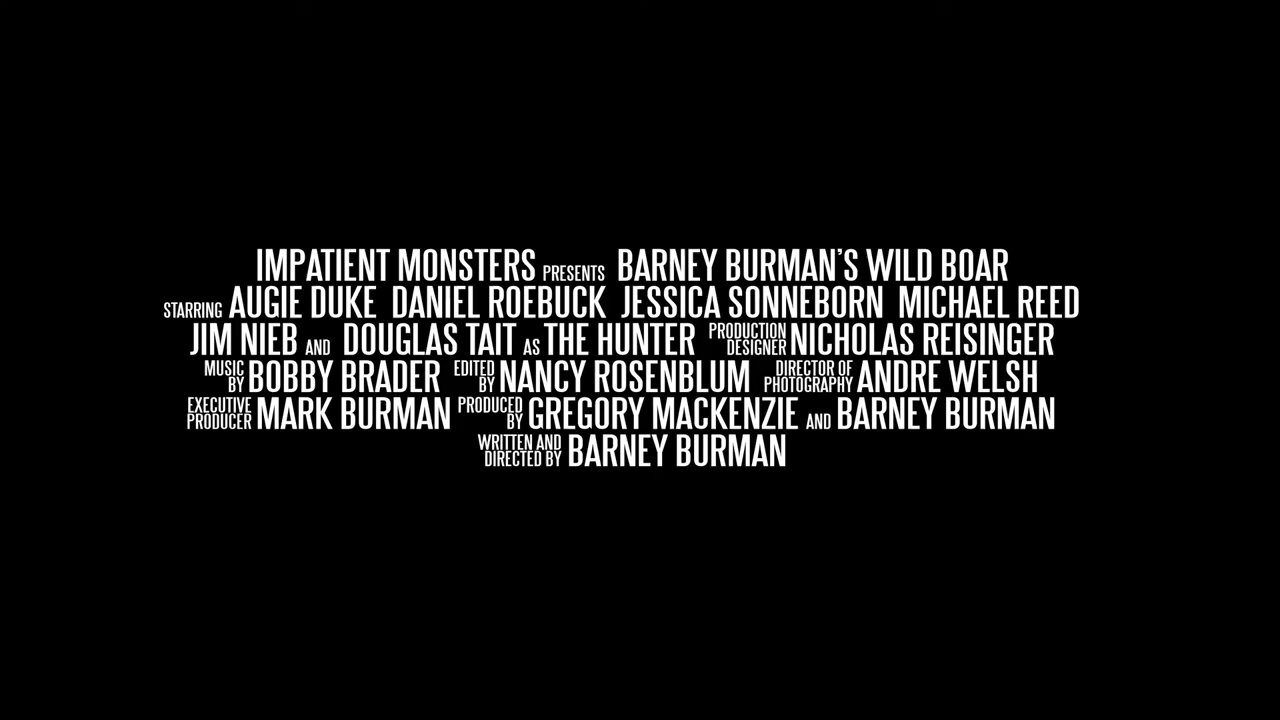 IMPATIENT MONSTERS PRESENTS BARNEY BURMAN'S WILD BOAR
STARRING AUGIE DUKE DANIEL ROEBUCK JESSICA SONNEBORN MICHAEL REED
JIM NIEB AND DOUGLAS TAIT AS THE HUNTER PRODUCTION DESIGNER NICHOLAS REISINGER
MUSIC BY BOBBY BRADER EDITED BY NANCY ROSENBLUM DIRECTOR OF PHOTOGRAPHY ANDRE WELSH
EXECUTIVE PRODUCER MARK BURMAN PRODUCED BY GREGORY MACKENZIE AND BARNEY BURMAN
WRITTEN AND DIRECTED BY BARNEY BURMAN